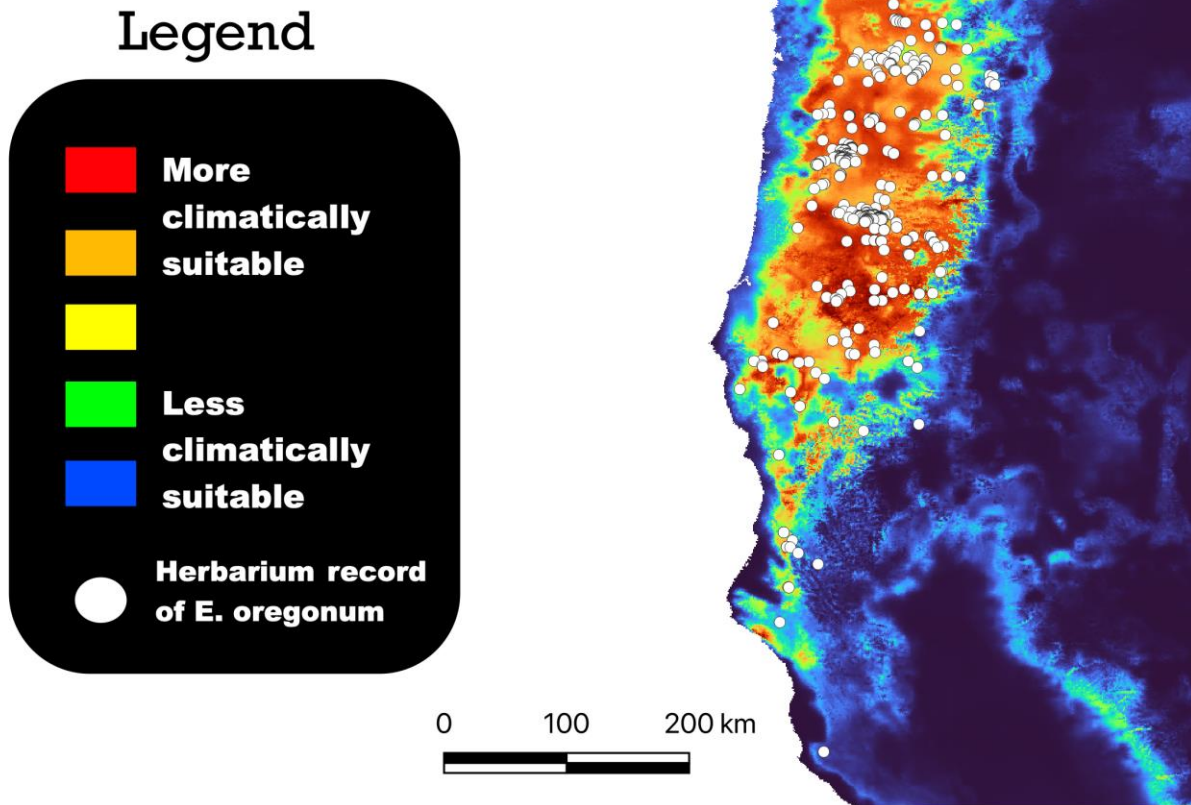 Legend
More
climatically
suitable
Less
climatically
suitable
Herbarium record
of E. oregonum
0 100 200 km